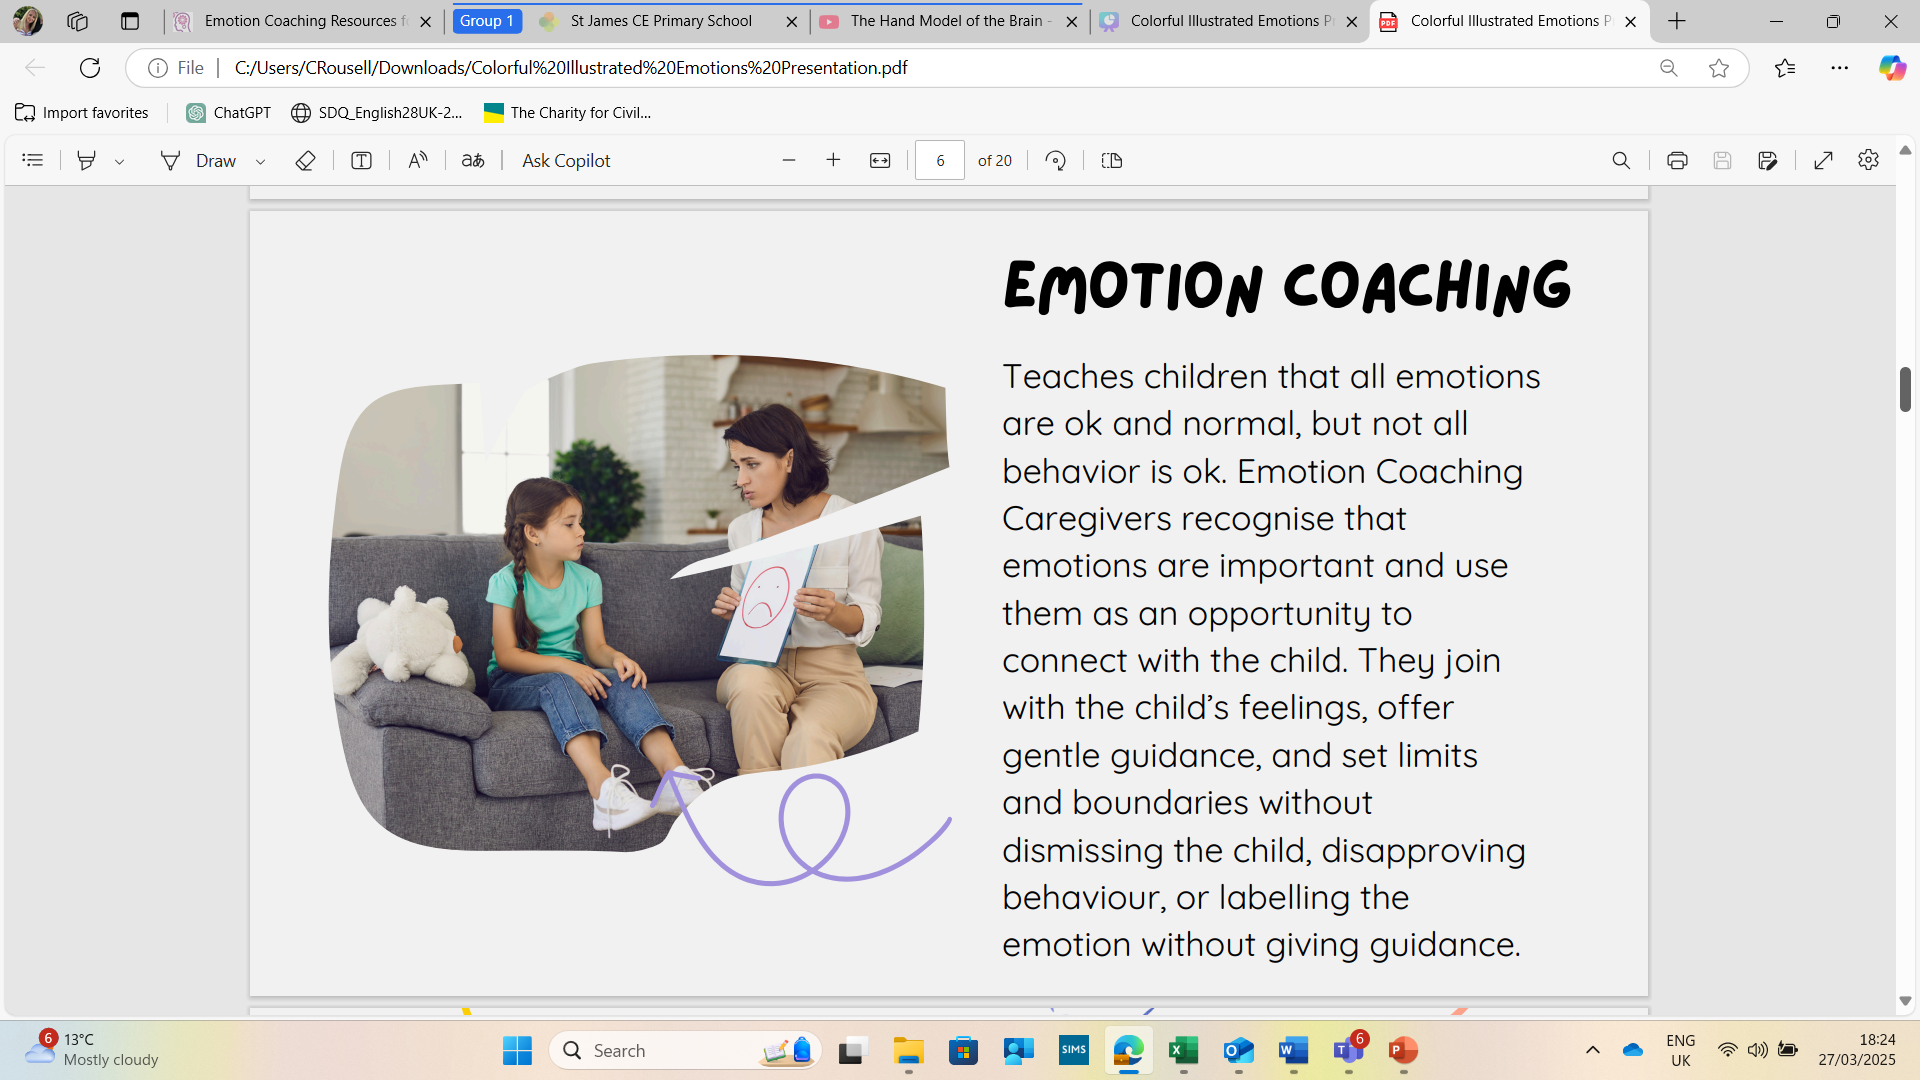 Emotion Coaching Resources f
Group 1
St James CE Primary School
The Hand Model of the Brain -
Colorful Illustrated Emotions P
Colorful Illustrated Emotions P
File
C:/Users/CRousell/Downloads/Colorful%20Illustrated%20Emotions%20Presentation.pdf
Import favorites
ChatGPT
SDQ_English28UK-2...
The Charity for Civil...
Draw
Ask Copilot
6 of 20
EMOTION COACHING
Teaches children that all emotions
are ok and normal, but not all
behavior is ok. Emotion Coaching
Caregivers recognise that
emotions are important and use
them as an opportunity to
connect with the child. They join
with the child’s feelings, offer
gentle guidance, and set limits
and boundaries without
dismissing the child, disapproving
behaviour, or labelling the
emotion without giving guidance.
6
13°C
Mostly cloudy
Search
SIMS
6
ENG
UK
18:24
27/03/2025